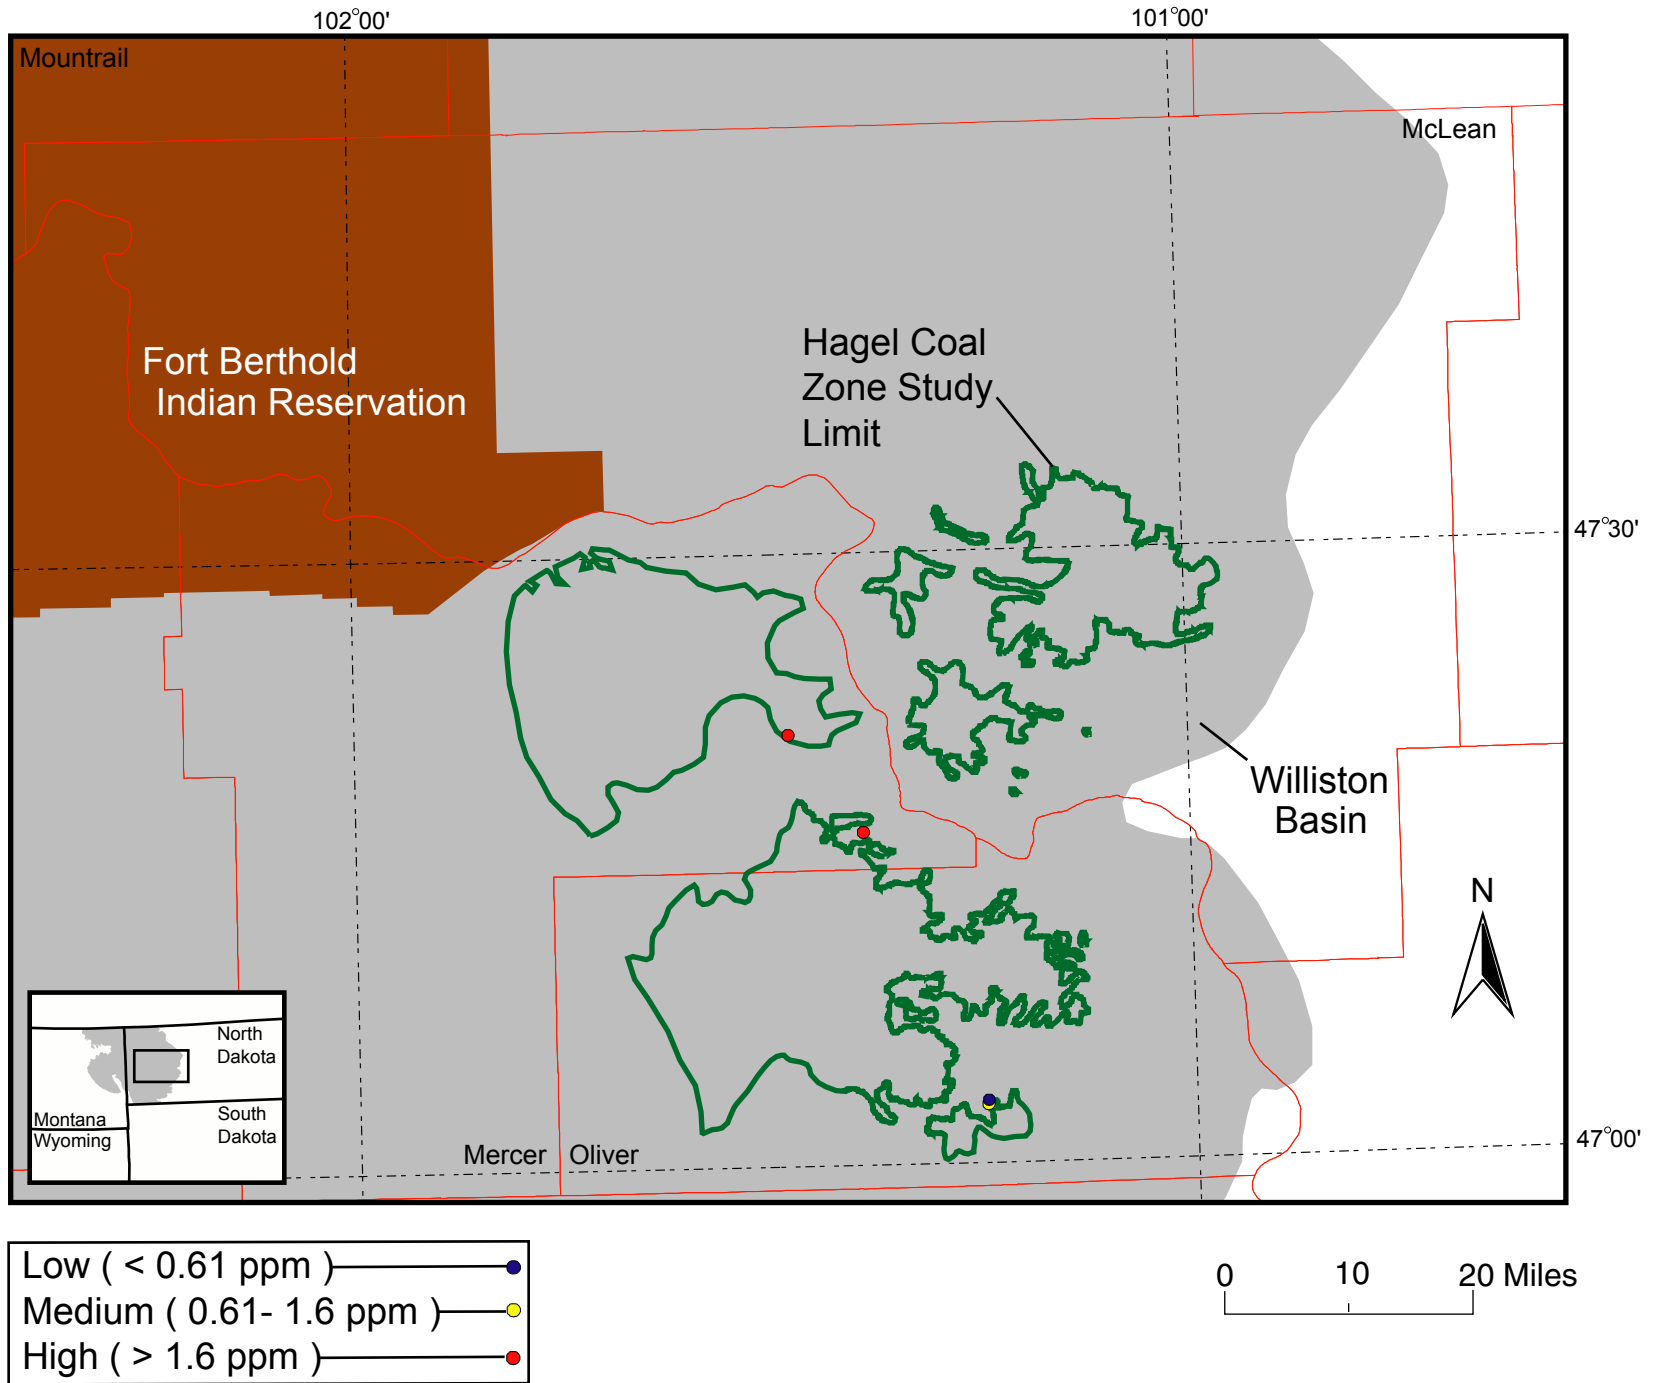 102°00'
101°00'
Mountrail
McLean
Hagel Coal
Zone Study
Limit
Fort Berthold
Indian Reservation
47°30'
Williston
Basin
N
North
Dakota
South
Dakota
Montana
Wyoming
Mercer
Oliver
47°00'
Low ( < 0.61 ppm )
Medium ( 0.61- 1.6 ppm )
High ( > 1.6 ppm )
0 10 20 Miles